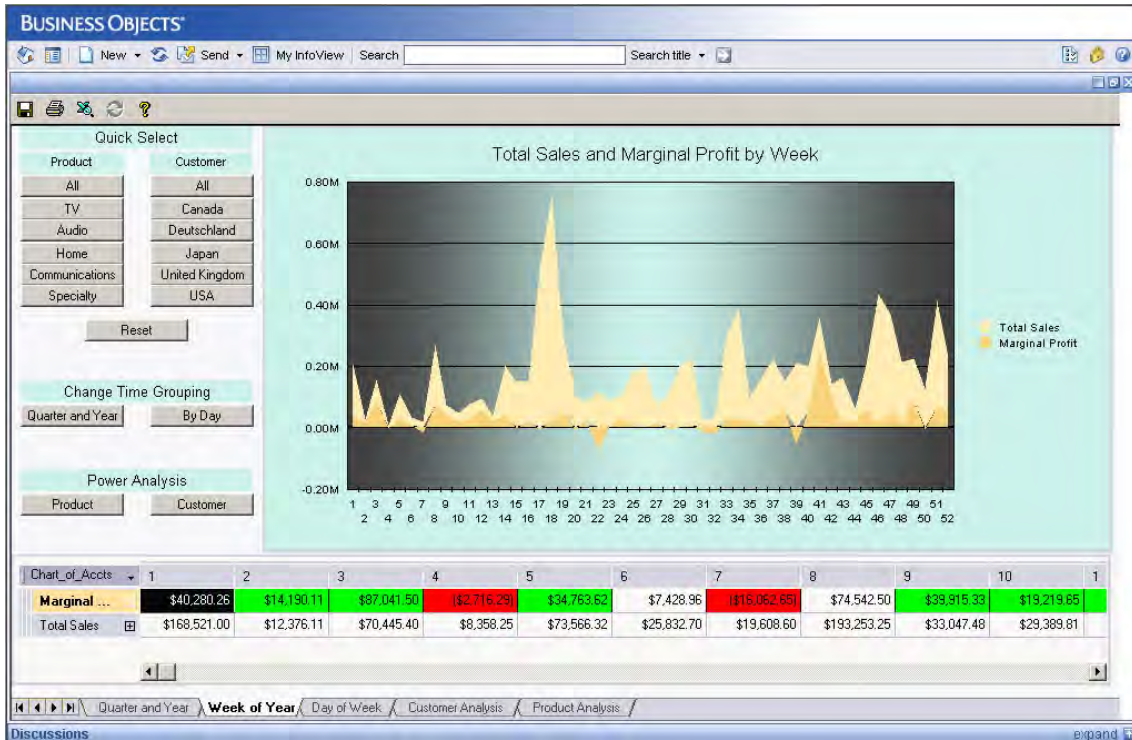 BUSINESS OBJECTS
New Send My InfoView Search Search title
Quick Select
Product Customer
All All
TV Canada
Audio Deutschland
Home Japan
Communications United Kingdom
Specialty USA
Reset
Change Time Grouping
Quarter and Year By Day
Power Analysis
Product Customer
Total Sales and Marginal Profit by Week
0.80M
0.60M
0.40M
0.20M
0.00M
-0.20M
1 3 5 7 9 11 13 15 17 19 21 23 25 27 29 31 33 35 37 39 41 43 45 47 49 51
2 4 6 8 10 12 14 16 18 20 22 24 26 28 30 32 34 36 38 40 42 44 46 48 50 52
Total Sales
Marginal Profit
Chart_of_Accts 1 2 3 4 5 6 7 8 9 10 1
Marginal ... $40,280.26 $14,190.11 $87,041.50 ($2,716.29) $34,763.62 $7,428.96 ($16,062.65) $74,542.50 $39,915.33 $19,219.65
Total Sales $168,521.00 $12,376.11 $70,445.40 $8,358.25 $73,566.32 $25,832.70 $19,608.60 $193,253.25 $33,047.48 $29,389.81
Quarter and Year Week of Year Day of Week Customer Analysis Product Analysis
Discussions expand